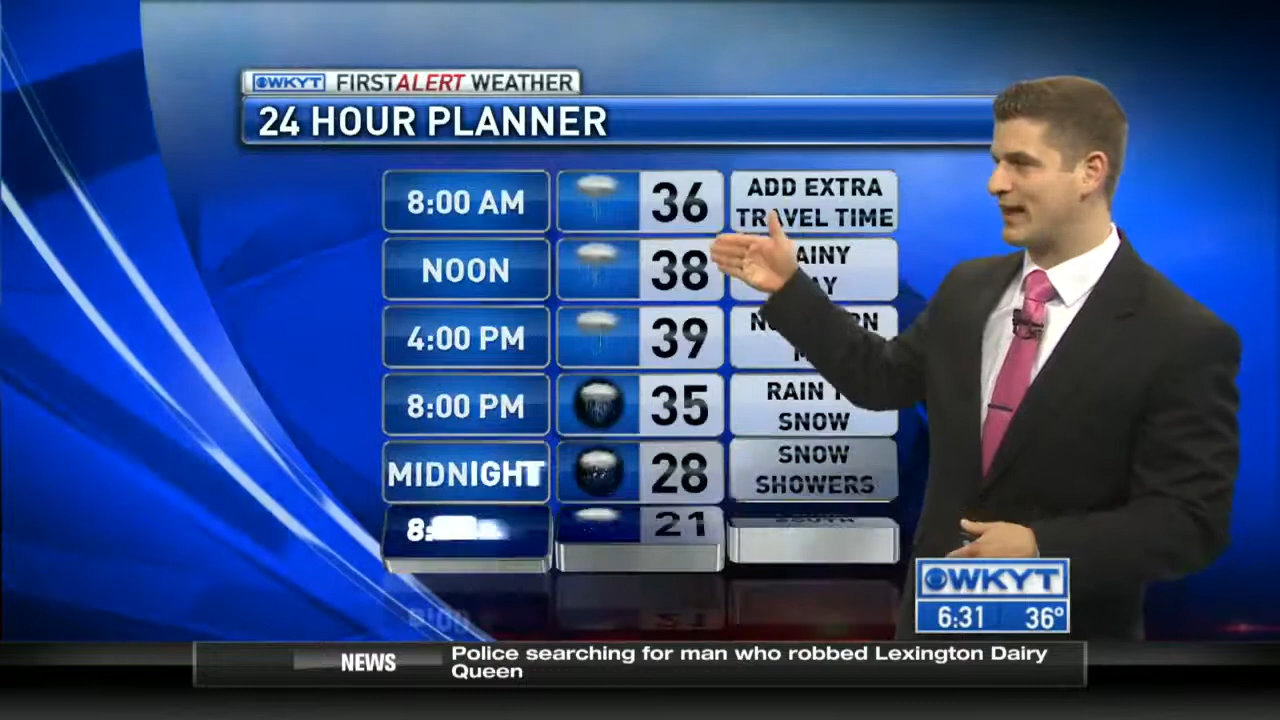 WKYT FIRSTALERT WEATHER
24 HOUR PLANNER
8:00 AM 36 ADD EXTRA
TRAVEL TIME
NOON 38
4:00 PM 39
8:00 PM 35 RAIN
SNOW
MIDNIGHT 28 SNOW
SHOWERS
21 SOUTH
WKYT
6:31 36°
NEWS Police searching for man who robbed Lexington Dairy
Queen